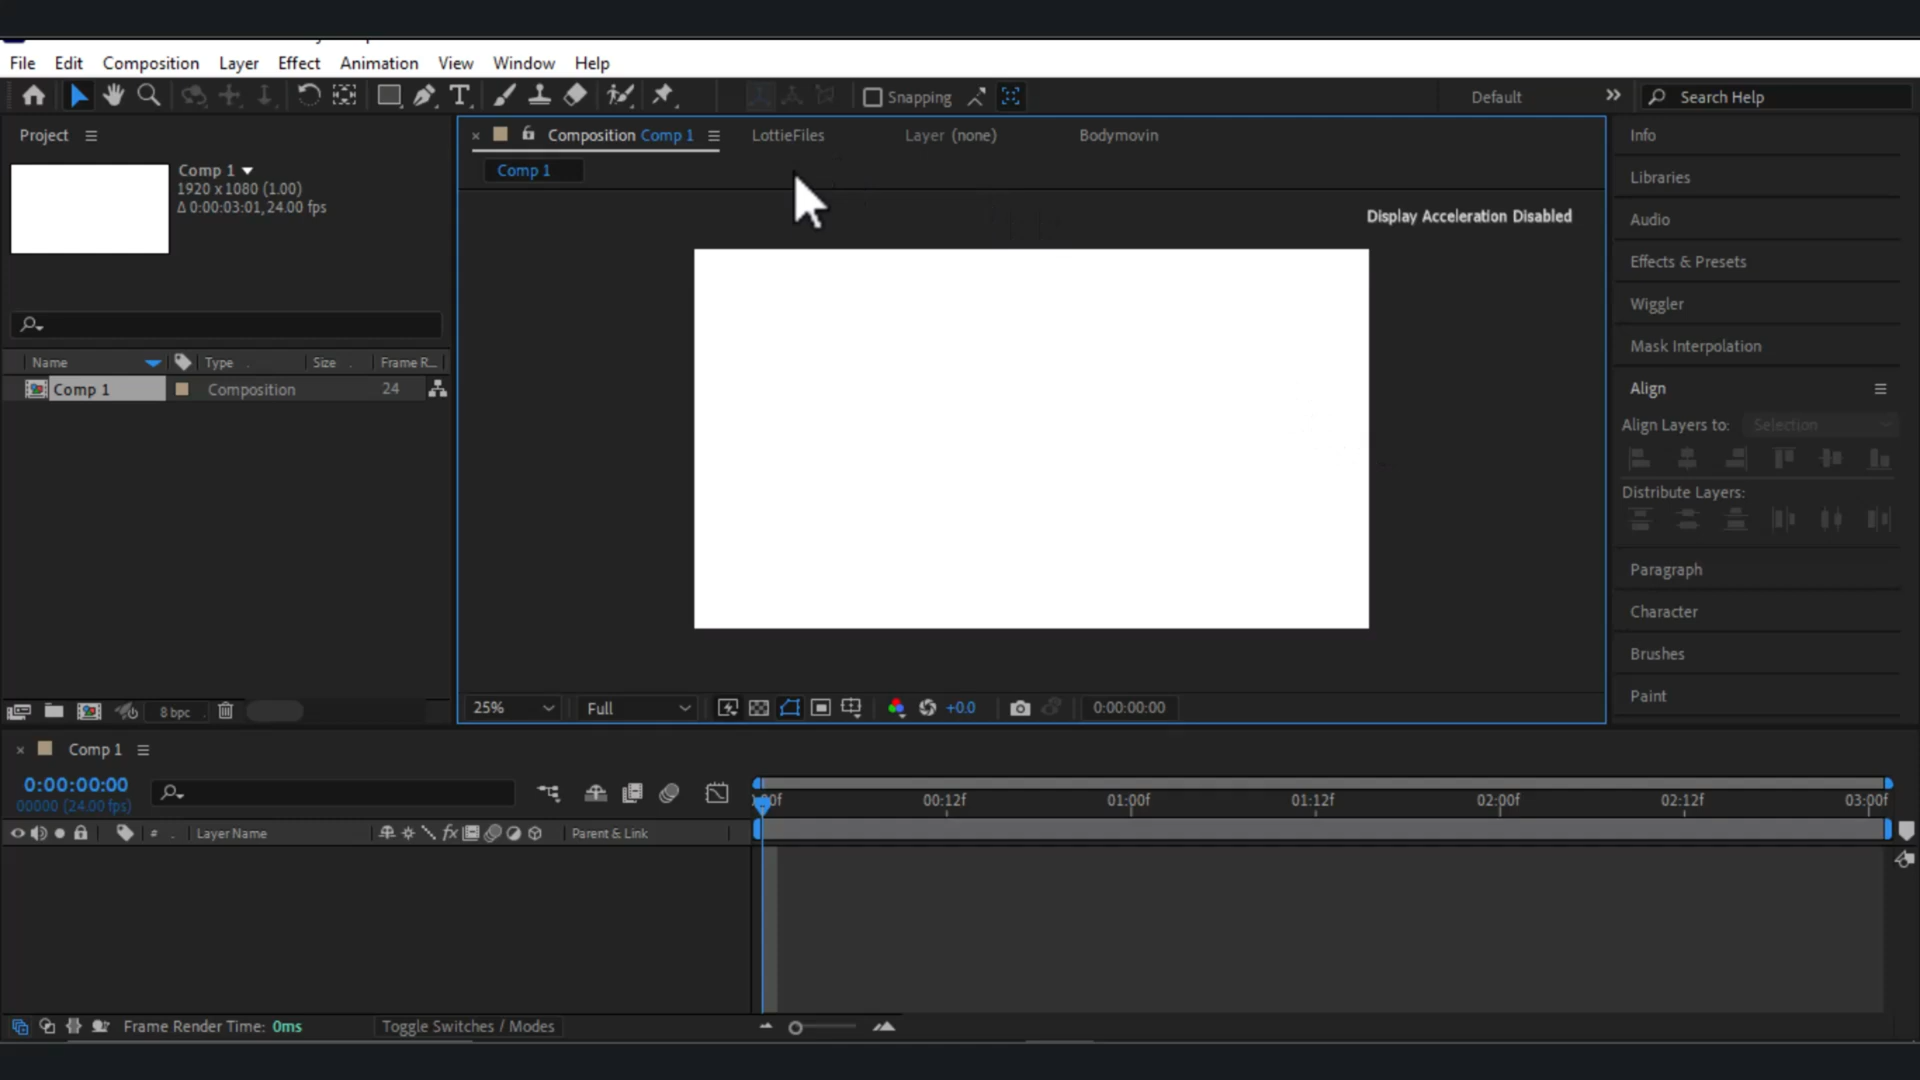 File Edit Composition Layer Effect Animation View Window Help
Snapping
Default
Search Help
Project
Comp 1
1920 x 1080 (1.00)
Δ 0:00:03:01, 24.00 fps
Name Type Size Frame R...
Comp 1 Composition 24
8 bpc
Composition Comp 1 LottieFiles Layer (none) Bodymovin
Comp 1
Display Acceleration Disabled
25% Full +0.0 0:00:00:00
Info
Libraries
Audio
Effects & Presets
Wiggler
Mask Interpolation
Align
Align Layers to: Selection
Distribute Layers:
Paragraph
Character
Brushes
Paint
Comp 1
0:00:00:00
00000 (24.00 fps)
00:12f 01:00f 01:12f 02:00f 02:12f 03:00f
# Layer Name fx Parent & Link
Frame Render Time: 0ms Toggle Switches / Modes